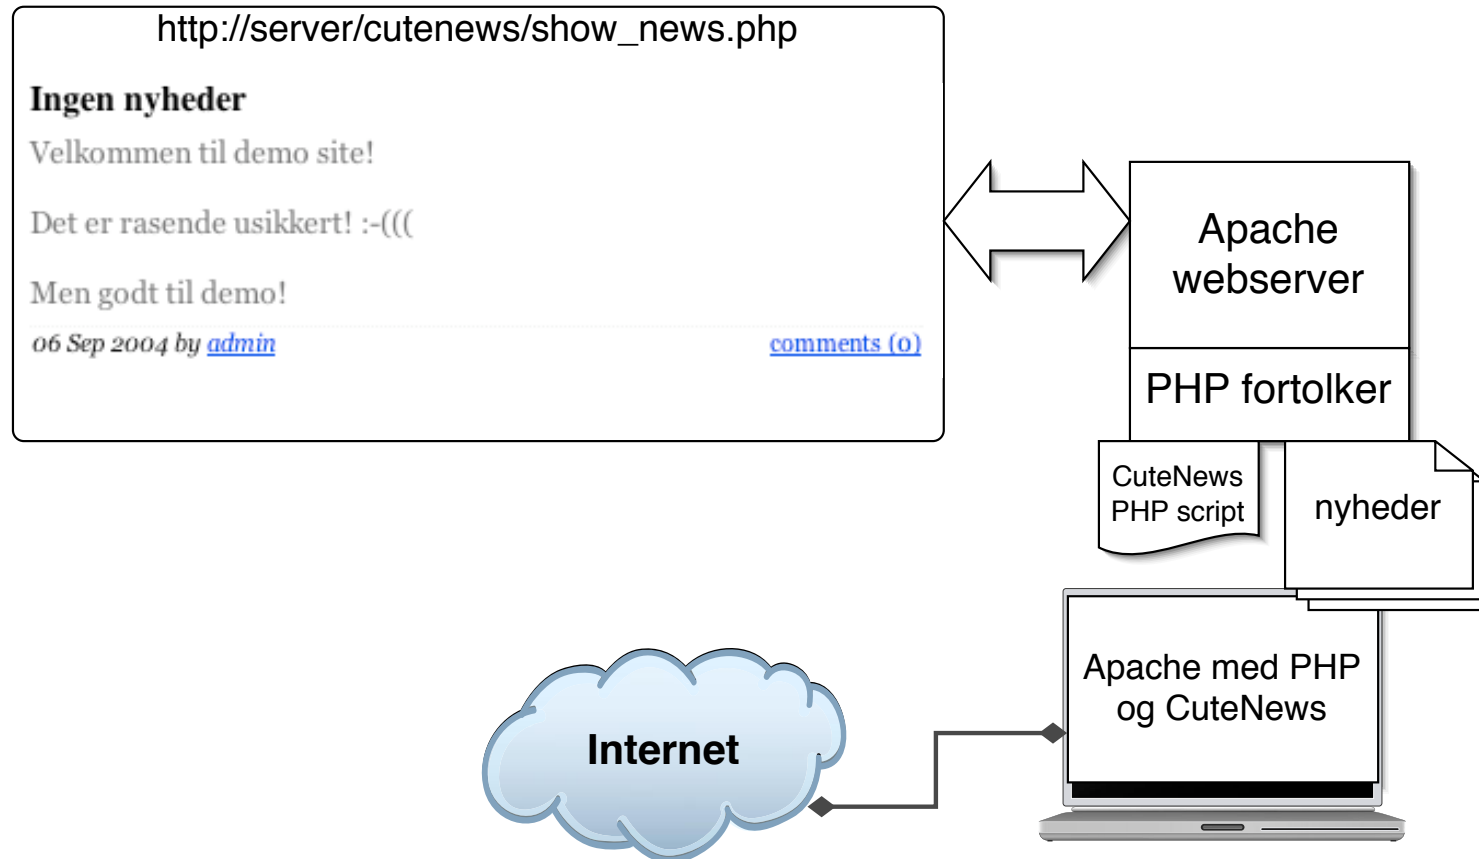 http://server/cutenews/show_news.php
Ingen nyheder
Velkommen til demo site!
Det er rasende usikkert! :-(((
Men godt til demo!
06 Sep 2004 by admin
comments (0)
Apache
webserver
PHP fortolker
CuteNews
PHP script
nyheder
Apache med PHP
og CuteNews
Internet